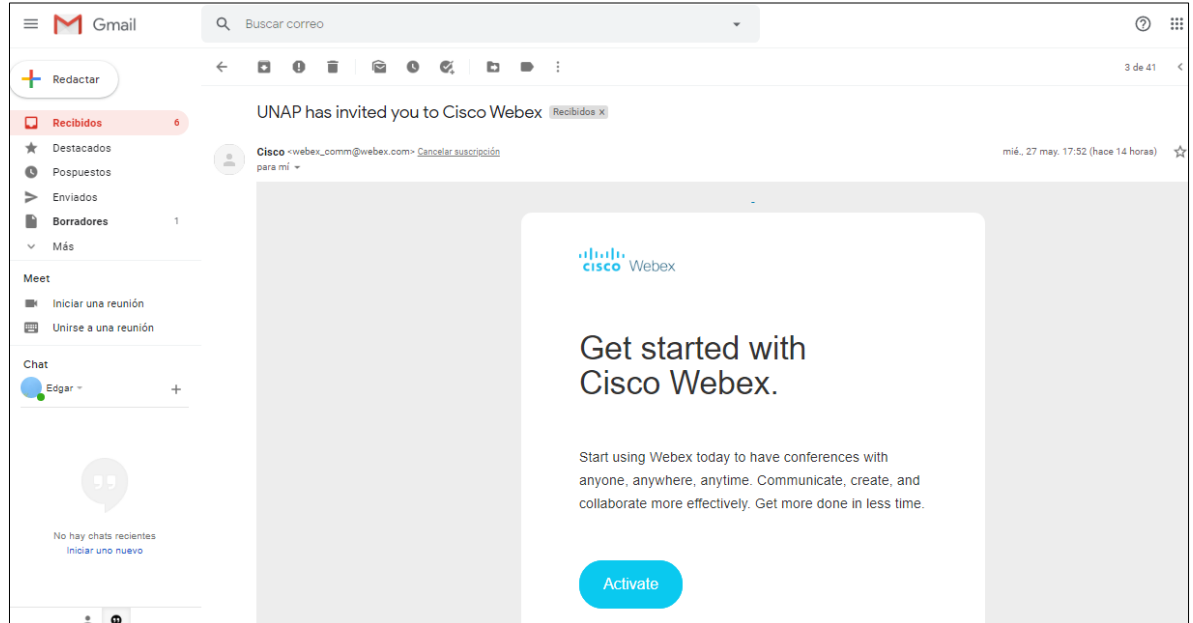 Gmail
Buscar correo
Redactar
3 de 41
UNAP has invited you to Cisco Webex Recibidos x
Recibidos 6
Destacados
Cisco <webex_comm@webex.com> Cancelar suscripción
mié., 27 may. 17:52 (hace 14 horas)
para mí
Pospuestos
Enviados
Borradores 1
Más
Meet
Iniciar una reunión
Unirse a una reunión
Chat
Edgar
No hay chats recientes
Iniciar uno nuevo
CISCO Webex
Get started with
Cisco Webex.
Start using Webex today to have conferences with
anyone, anywhere, anytime. Communicate, create, and
collaborate more effectively. Get more done in less time.
Activate